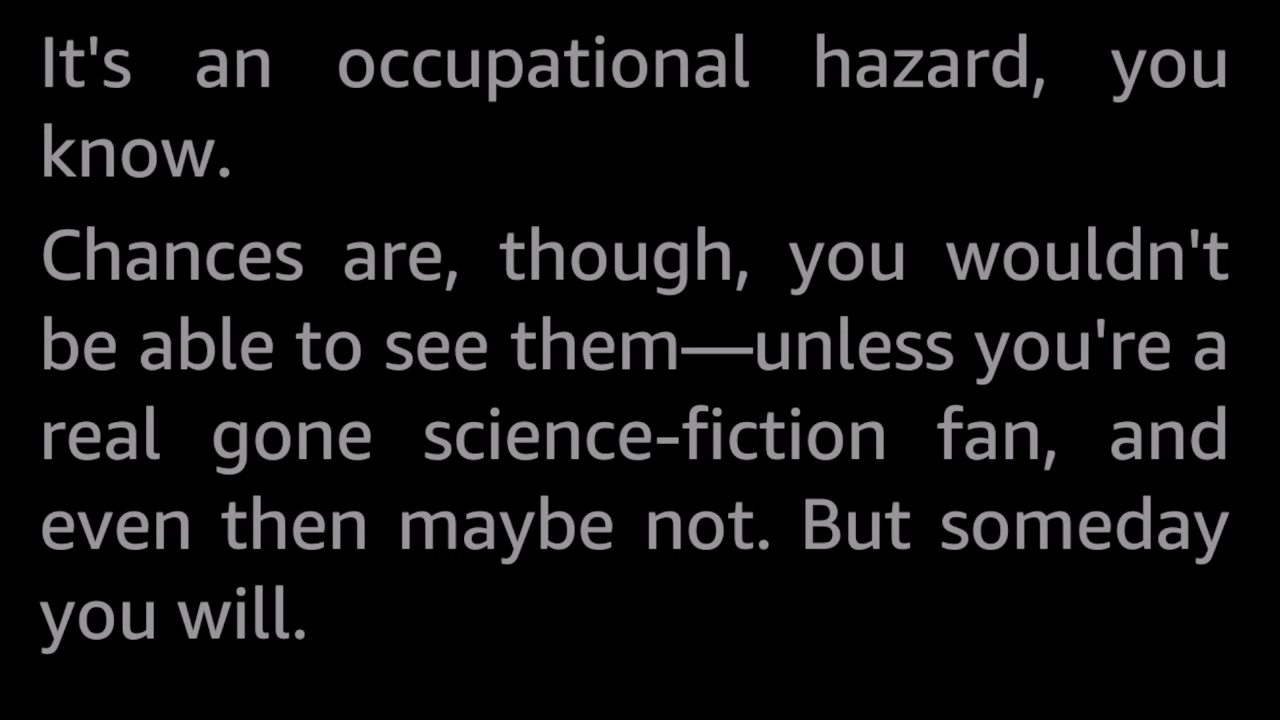 It's an occupational hazard, you
know.
Chances are, though, you wouldn't
be able to see them—unless you're a
real gone science-fiction fan, and
even then maybe not. But someday
you will.